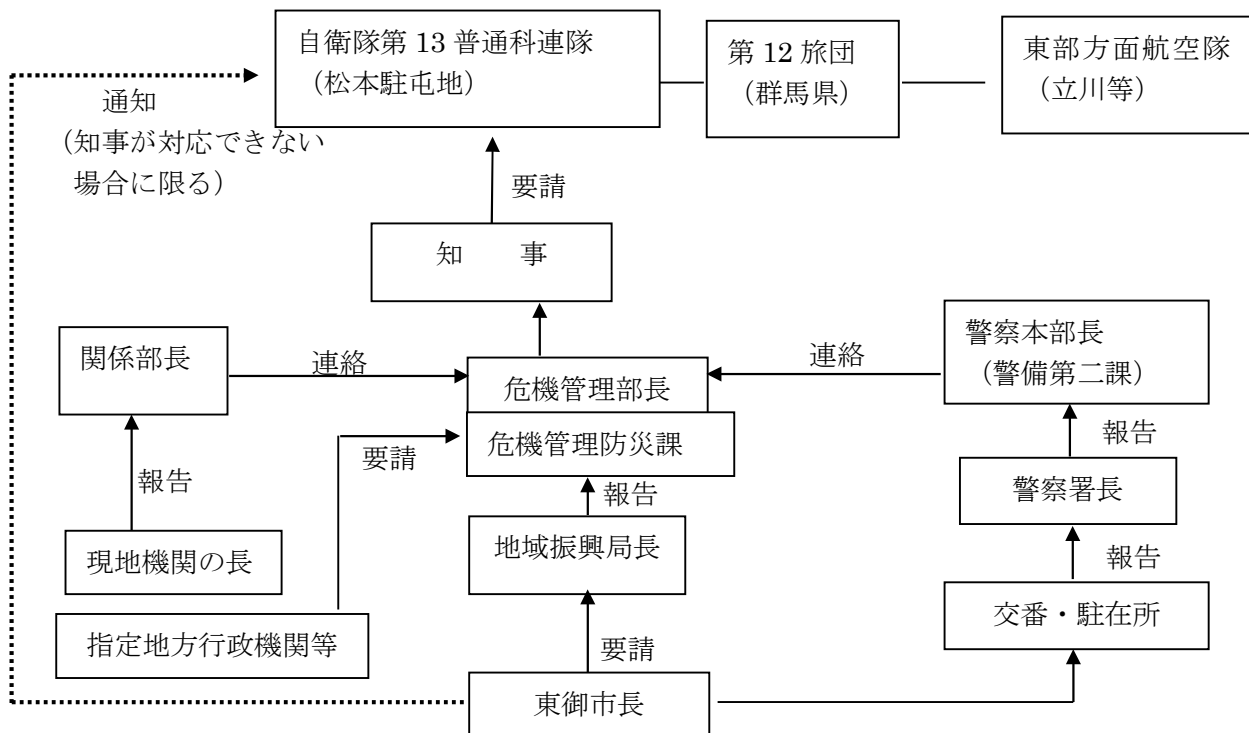 自衛隊第 13 普通科連隊
（松本駐屯地）
第 12 旅団
（群馬県）
東部方面航空隊
（立川等）
通知
（知事が対応できない
場合に限る）
要請
知　　事
関係部長
連絡
危機管理部長
連絡
警察本部長
（警備第二課）
危機管理防災課
要請
報告
報告
報告
警察署長
現地機関の長
地域振興局長
報告
指定地方行政機関等
要請
交番・駐在所
東御市長